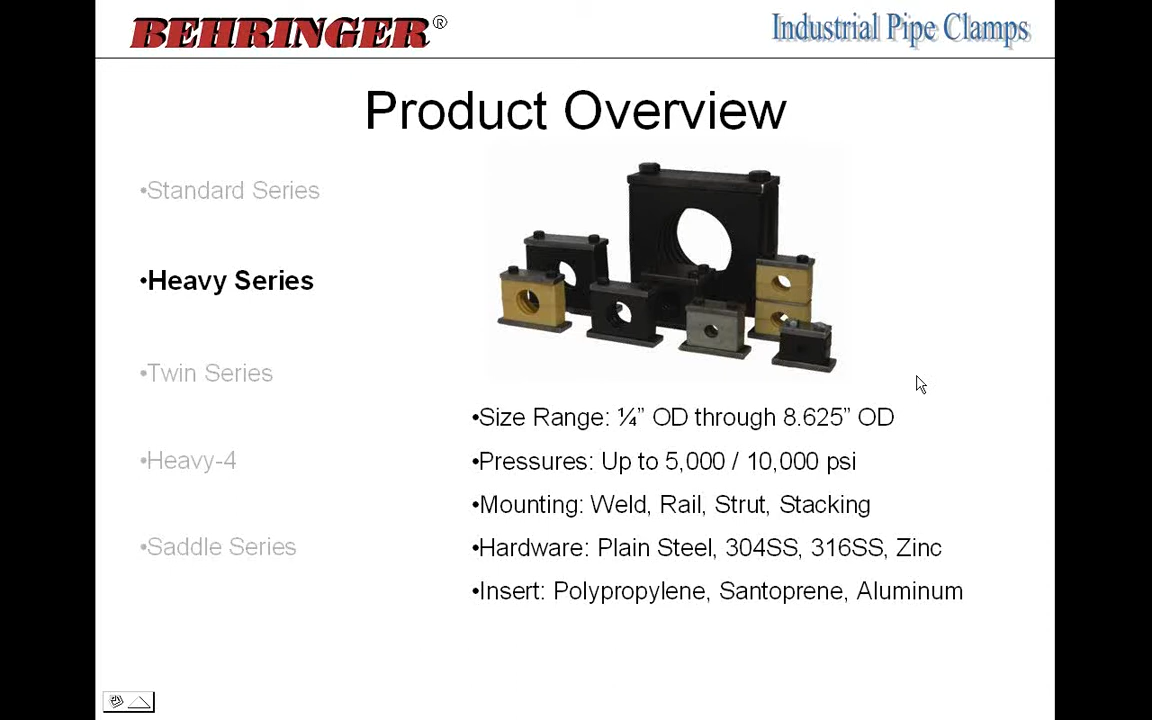 BEHRINGER®
Industrial Pipe Clamps
Product Overview
•Standard Series
•Heavy Series
•Twin Series
•Heavy-4
•Saddle Series
•Size Range: ¼” OD through 8.625” OD
•Pressures: Up to 5,000 / 10,000 psi
•Mounting: Weld, Rail, Strut, Stacking
•Hardware: Plain Steel, 304SS, 316SS, Zinc
•Insert: Polypropylene, Santoprene, Aluminum